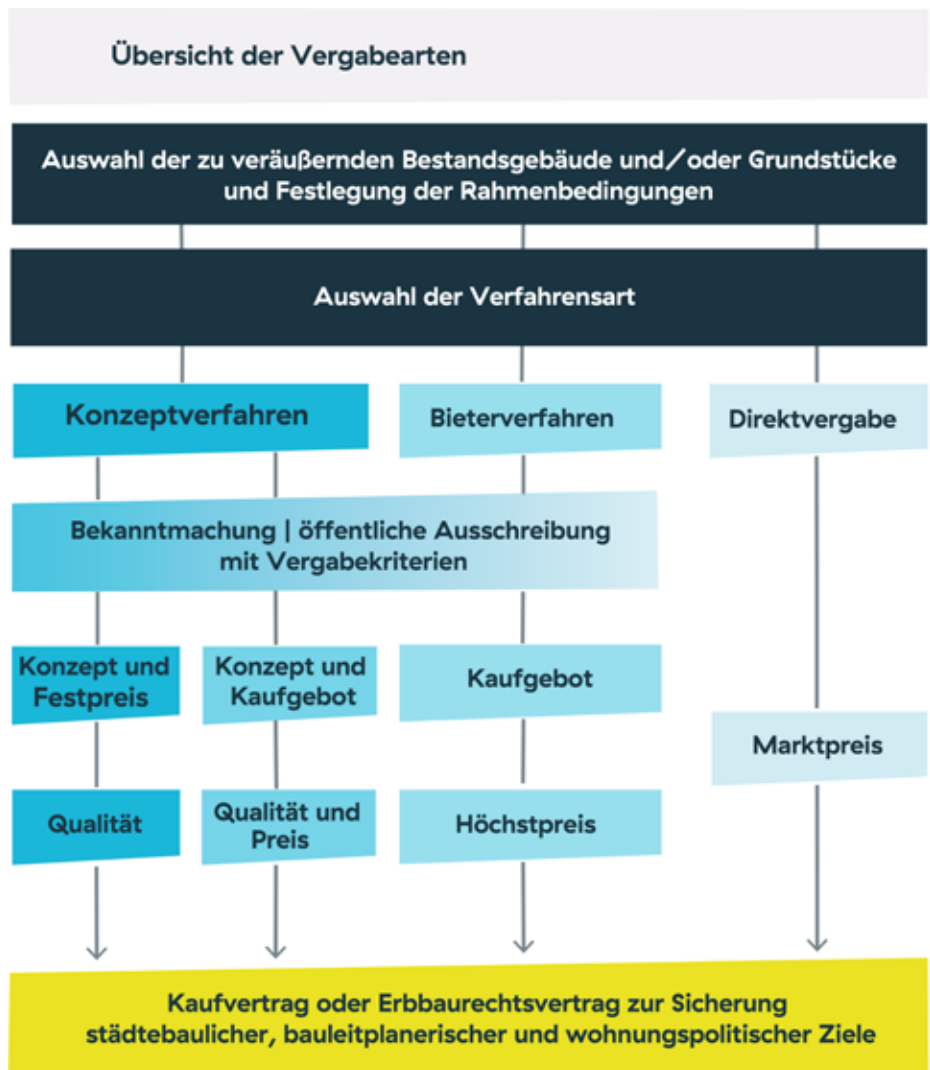 Übersicht der Vergabearten
Auswahl der zu veräußernden Bestandsgebäude und/oder Grundstücke
und Festlegung der Rahmenbedingungen
Auswahl der Verfahrensart
Konzeptverfahren
Bieterverfahren
Direktvergabe
Bekanntmachung | öffentliche Ausschreibung
mit Vergabekriterien
Konzept und
Festpreis
Konzept und
Kaufgebot
Kaufgebot
Marktpreis
Qualität
Qualität und
Preis
Höchstpreis
Kaufvertrag oder Erbbaurechtsvertrag zur Sicherung
städtebaulicher, bauleitplanerischer und wohnungspolitischer Ziele